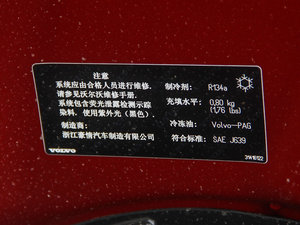 注意
系统应由合格人员进行维修.
请参见沃尔沃维修手册.
系统包含荧光泄露检测示踪
染料. 使用紫外光（黑色）.
制造商:
浙江豪情汽车制造有限公司
VOLVO
制冷剂: R134a
充填水平: 0,80 kg
(1,76 lbs)
冷冻油: Volvo-PAG
符合标准: SAE J639
31418122